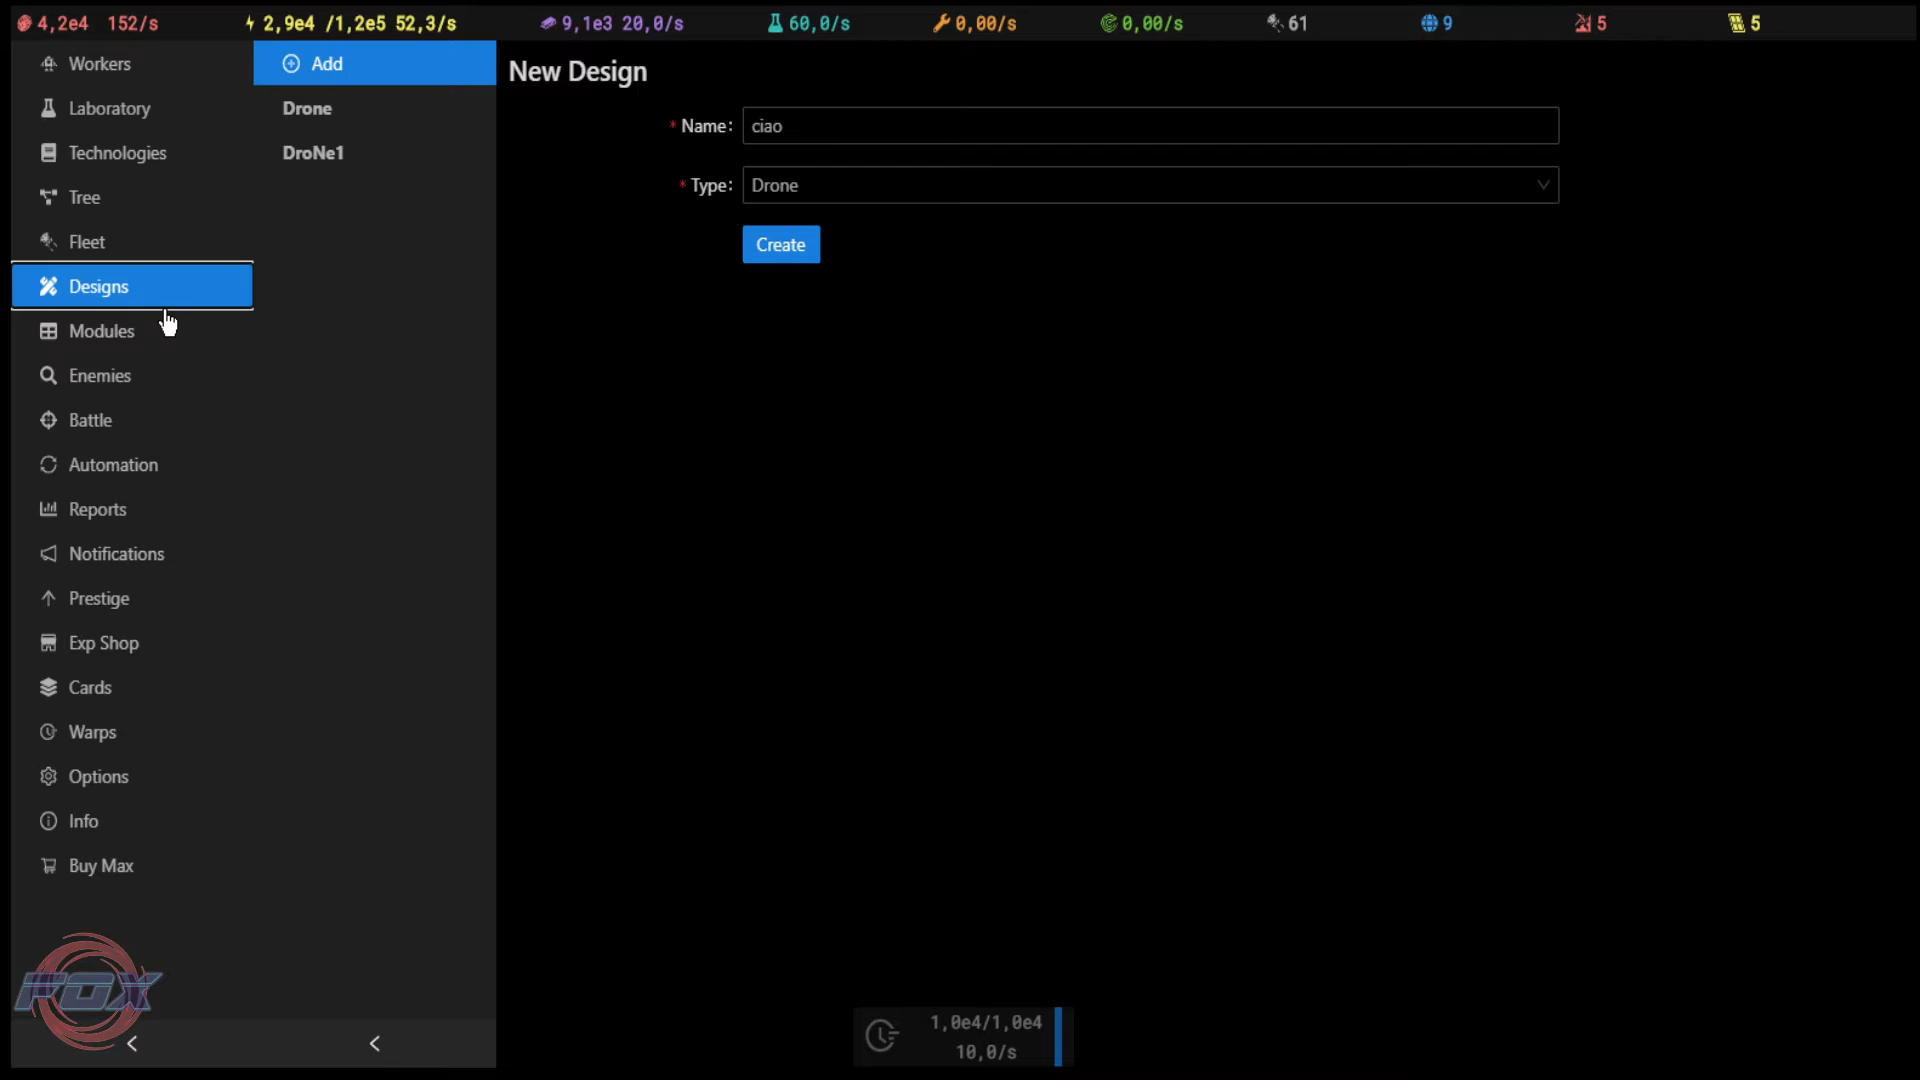 4,2e4 152/s 2,9e4 /1,2e5 52,3/s 9,1e3 20,0/s 60,0/s 0,00/s 0,00/s 61 9 5 5
Workers
Laboratory
Technologies
Tree
Fleet
Designs
Modules
Enemies
Battle
Automation
Reports
Notifications
Prestige
Exp Shop
Cards
Warps
Options
Info
Buy Max
FOX
Add
Drone
DroNe1
New Design
* Name: ciao
* Type: Drone
Create
1,0e4/1,0e4
10,0/s